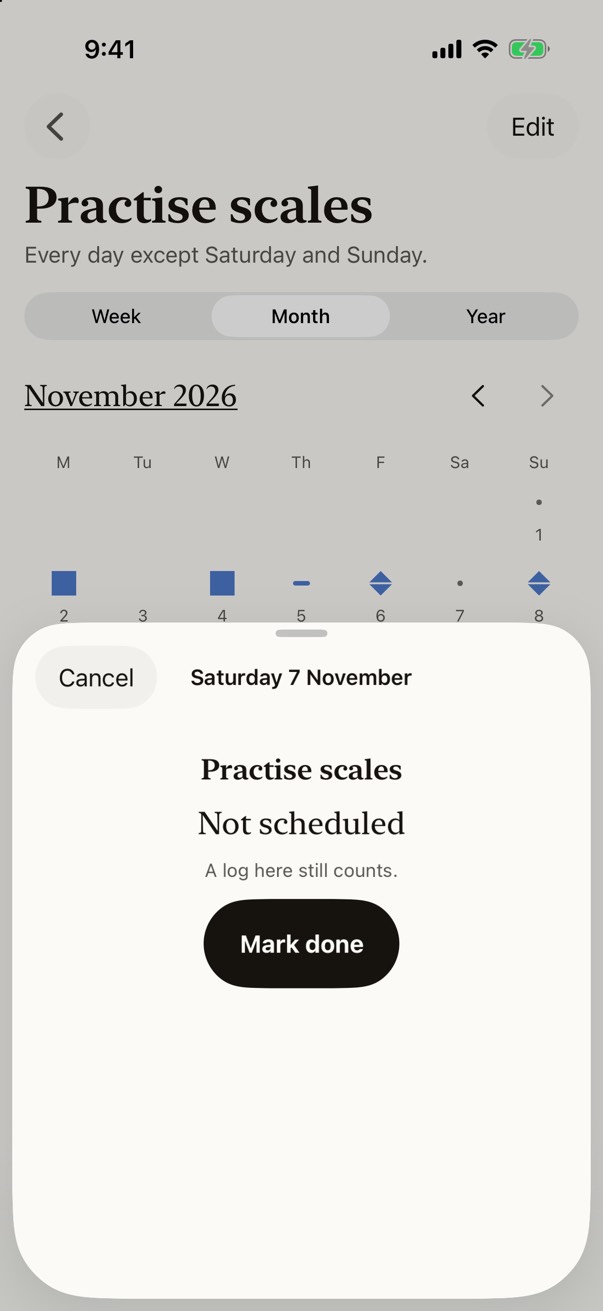 9:41
Edit
Practise scales
Every day except Saturday and Sunday.
Week Month Year
November 2026
M Tu W Th F Sa Su
1
2 3 4 5 6 7 8
Cancel Saturday 7 November
Practise scales
Not scheduled
A log here still counts.
Mark done